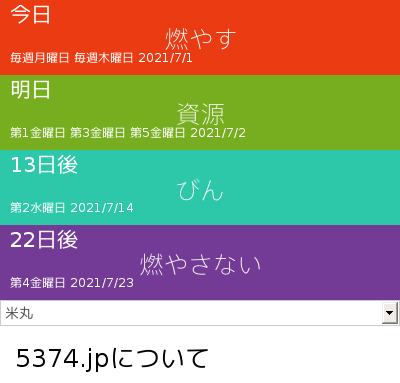 今日
燃やす
毎週月曜日 毎週木曜日 2021/7/1
明日
資源
第1金曜日 第3金曜日 第5金曜日 2021/7/2
13日後
びん
第2水曜日 2021/7/14
22日後
燃やさない
第4金曜日 2021/7/23
米丸
5374.jpについて